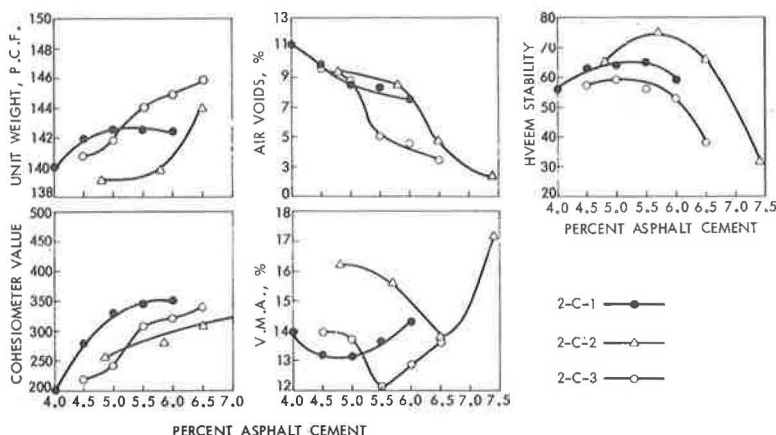 UNIT WEIGHT, P.C.F.
150
148
146
144
142
140
138
AIR VOIDS, %
15
13
11
9
7
5
3
0
HVEEM STABILITY
90
80
70
60
50
40
30
20
4.0 4.5 5.0 5.5 6.0 6.5 7.0 7.5
PERCENT ASPHALT CEMENT
COHESIOMETER VALUE
500
450
400
350
300
250
200
4.0 4.5 5.0 5.5 6.0 6.5 7.0
V.M.A., %
18
17
16
15
14
13
12
4.0 4.5 5.0 5.5 6.0 6.5 7.0 7.5
PERCENT ASPHALT CEMENT
2-C-1
2-C-2
2-C-3